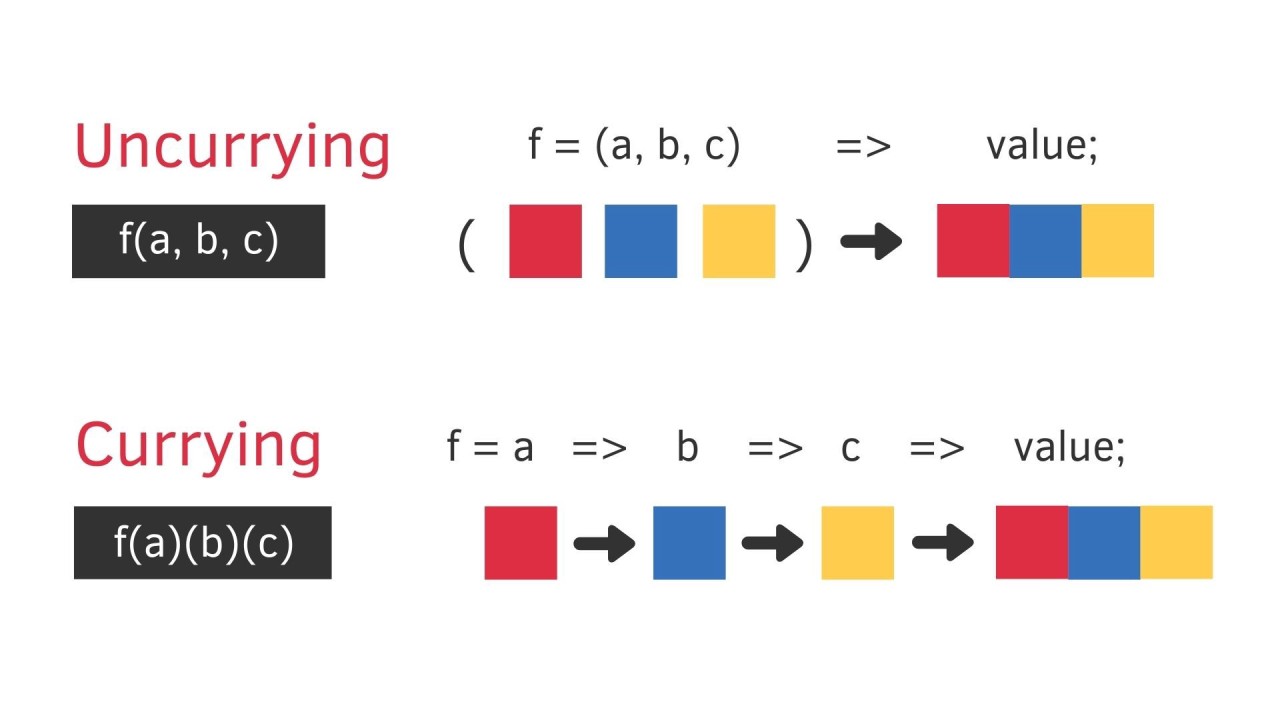 Uncurrying
f = (a, b, c) => value;
f(a, b, c)
( )
Currying
f = a => b => c => value;
f(a)(b)(c)